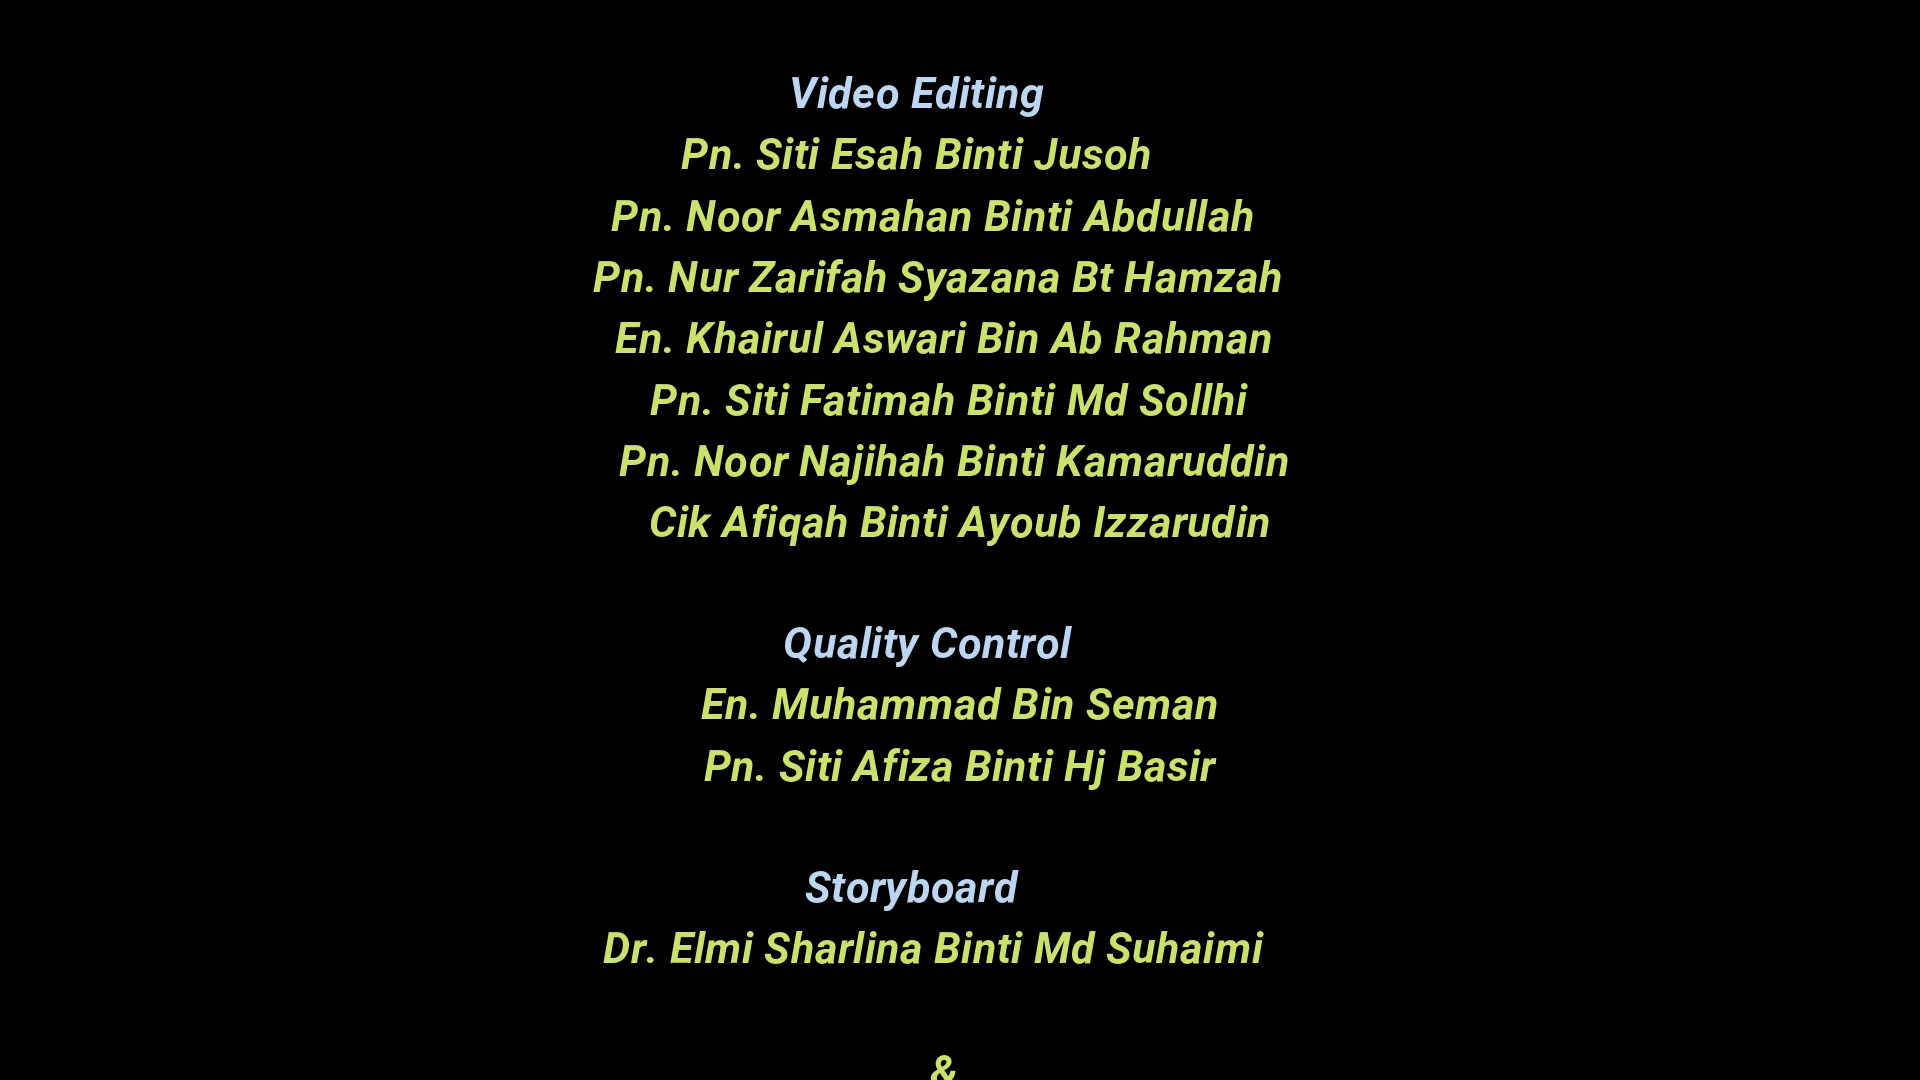 Video Editing
Pn. Siti Esah Binti Jusoh
Pn. Noor Asmahan Binti Abdullah
Pn. Nur Zarifah Syazana Bt Hamzah
En. Khairul Aswari Bin Ab Rahman
Pn. Siti Fatimah Binti Md Sollhi
Pn. Noor Najihah Binti Kamaruddin
Cik Afiqah Binti Ayoub Izzarudin
Quality Control
En. Muhammad Bin Seman
Pn. Siti Afiza Binti Hj Basir
Storyboard
Dr. Elmi Sharlina Binti Md Suhaimi
&